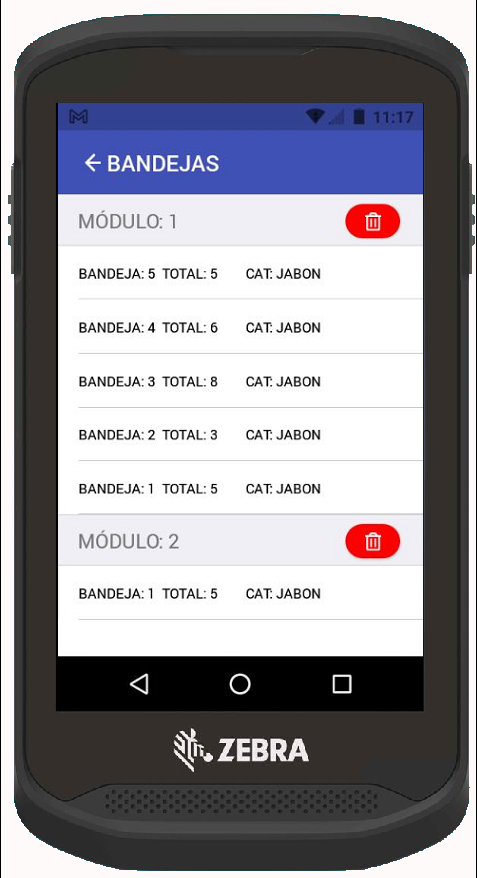 11:17
BANDEJAS
MÓDULO: 1
BANDEJA: 5 TOTAL: 5 CAT: JABON
BANDEJA: 4 TOTAL: 6 CAT: JABON
BANDEJA: 3 TOTAL: 8 CAT: JABON
BANDEJA: 2 TOTAL: 3 CAT: JABON
BANDEJA: 1 TOTAL: 5 CAT: JABON
MÓDULO: 2
BANDEJA: 1 TOTAL: 5 CAT: JABON
ZEBRA